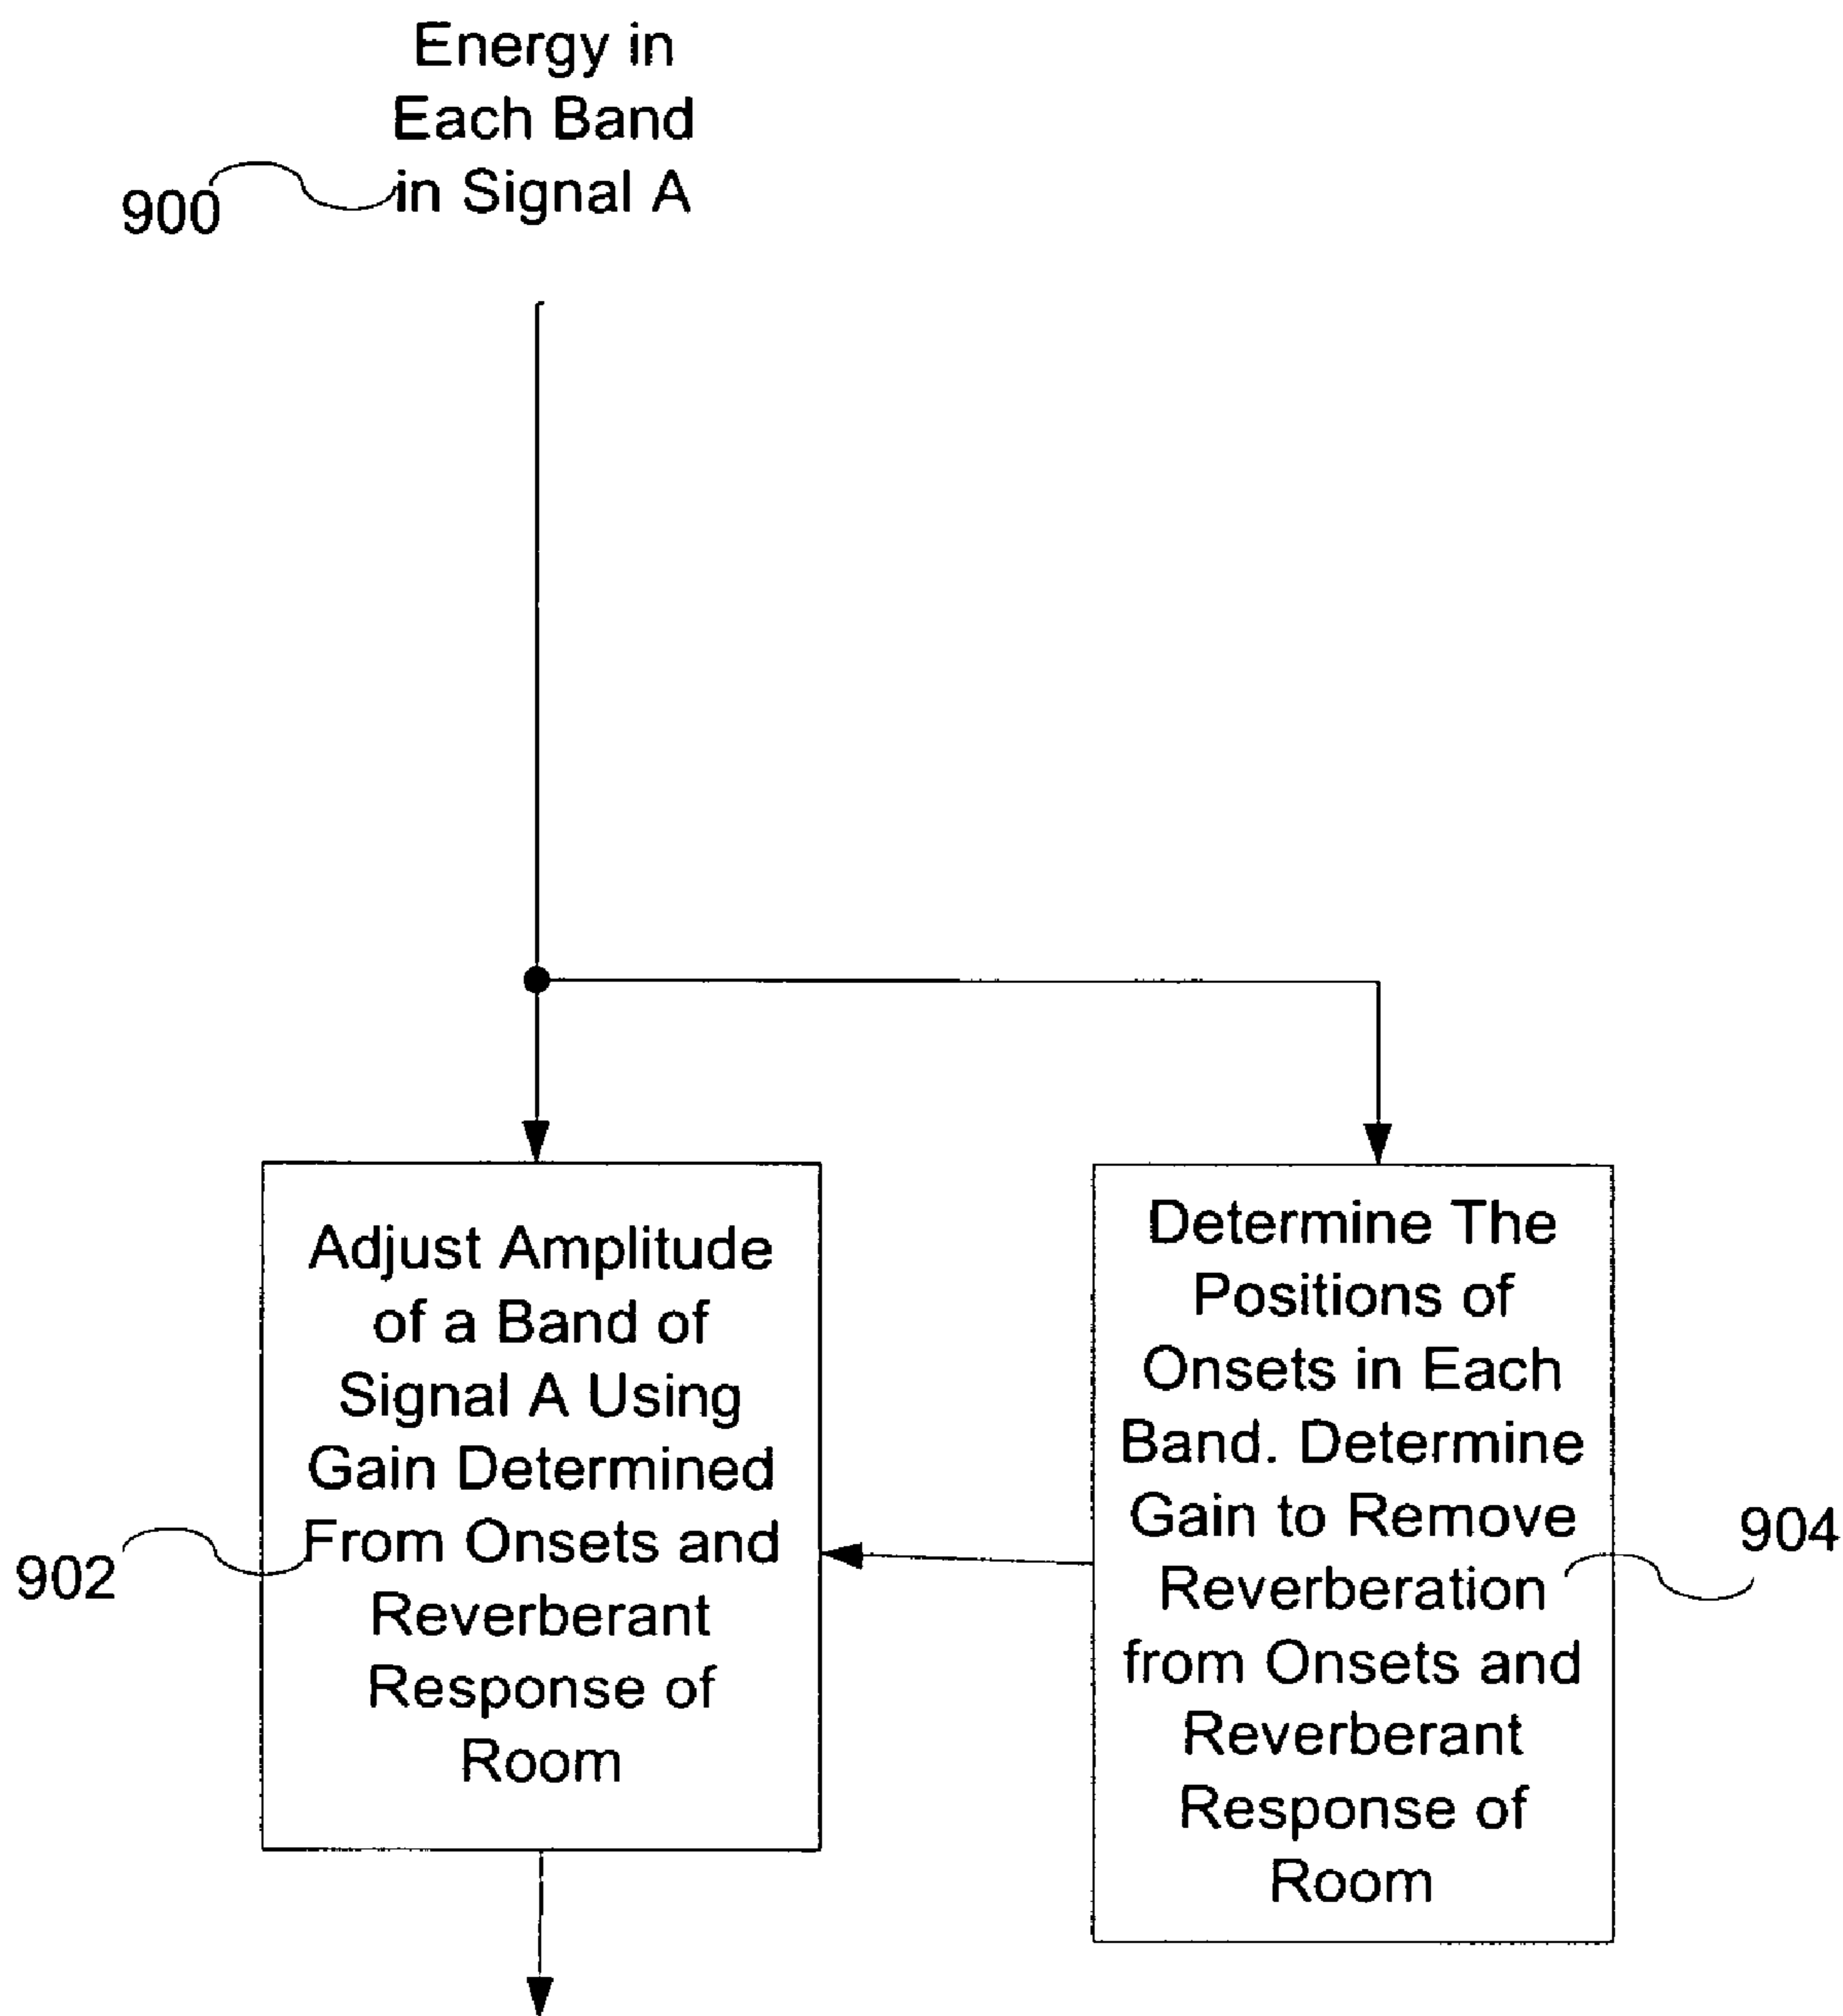 Energy in
Each Band
in Signal A
900
Adjust Amplitude
of a Band of
Signal A Using
Gain Determined
From Onsets and
Reverberant
Response of
Room
902
Determine The
Positions of
Onsets in Each
Band. Determine
Gain to Remove
Reverberation
from Onsets and
Reverberant
Response of
Room
904